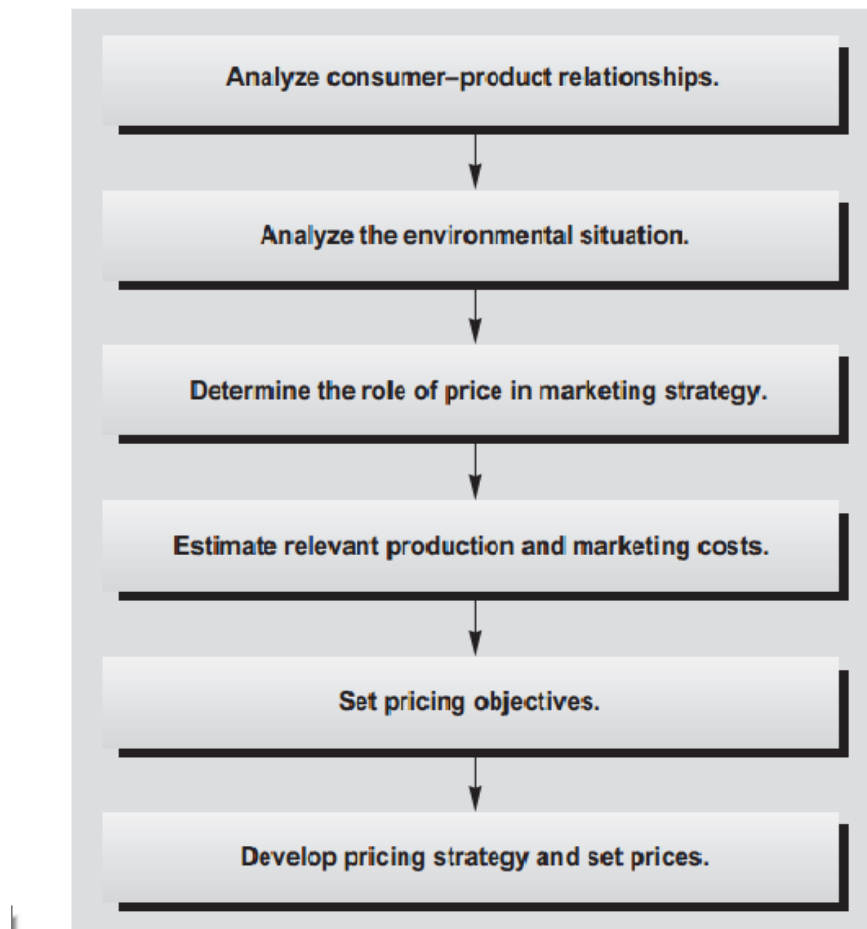 Analyze consumer–product relationships.
Analyze the environmental situation.
Determine the role of price in marketing strategy.
Estimate relevant production and marketing costs.
Set pricing objectives.
Develop pricing strategy and set prices.